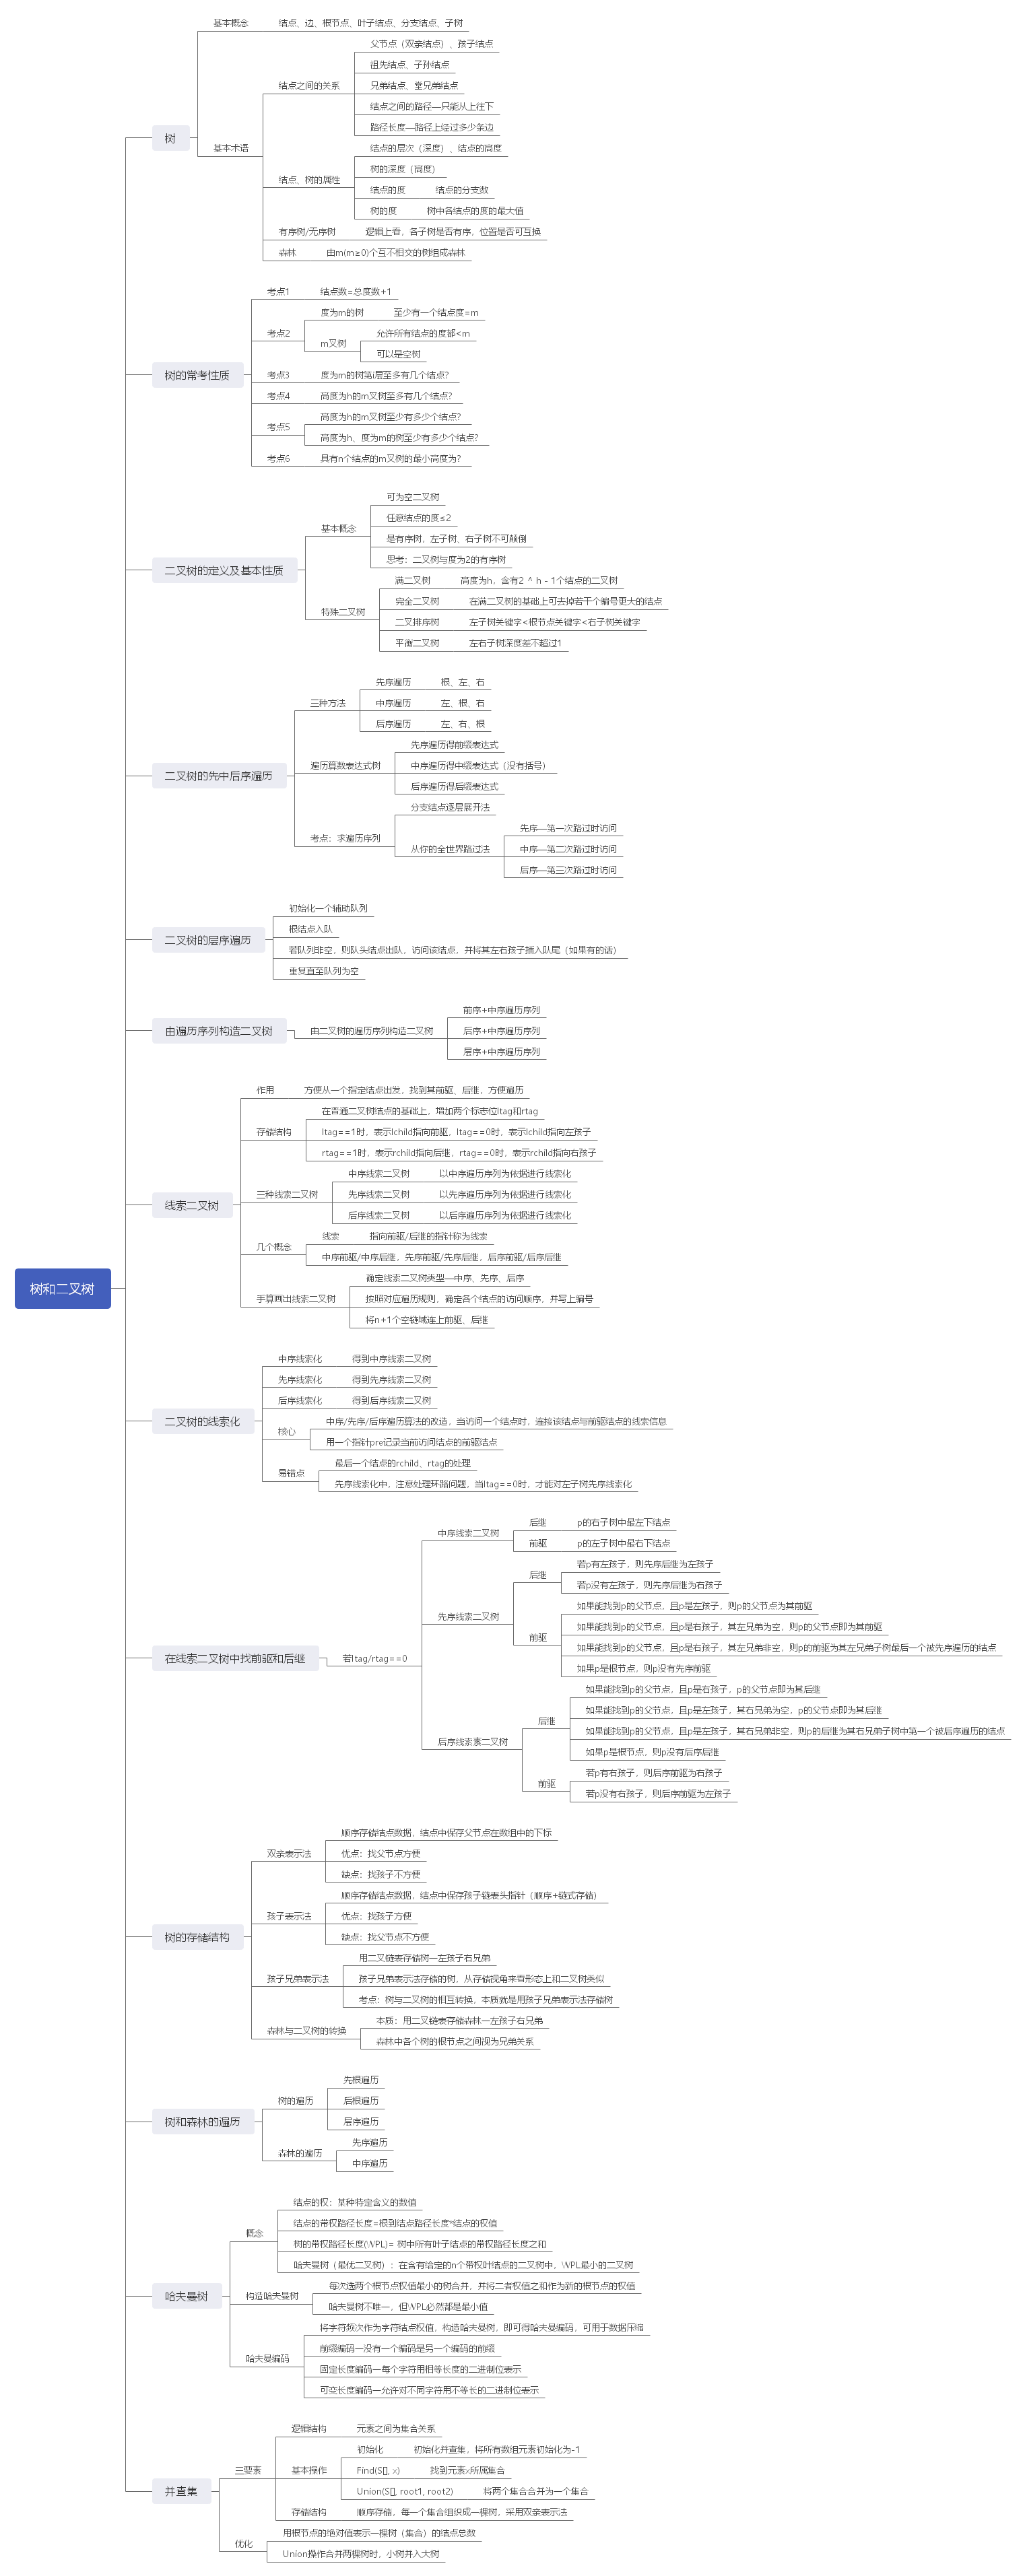 树和二叉树
树
基本概念
结点、边、根节点、叶子结点、分支结点、子树
基本术语
结点之间的关系
父节点（双亲结点）、孩子结点
祖先结点、子孙结点
兄弟结点、堂兄弟结点
结点之间的路径—只能从上往下
路径长度—路径上经过多少条边
结点、树的属性
结点的层次（深度）、结点的高度
树的深度（高度）
结点的度 结点的分支数
树的度 树中各结点的度的最大值
有序树/无序树 逻辑上看，各子树是否有序，位置是否可互换
森林 由m(m≥0)个互不相交的树组成森林
树的常考性质
考点1 结点数=总度数+1
考点2
度为m的树 至少有一个结点度=m
m叉树
允许所有结点的度都<m
可以是空树
考点3 度为m的树第i层至多有几个结点?
考点4 高度为h的m叉树至多有几个结点?
考点5
高度为h的m叉树至少有多少个结点?
高度为h、度为m的树至少有多少个结点?
考点6 具有n个结点的m叉树的最小高度为?
二叉树的定义及基本性质
基本概念
可为空二叉树
任意结点的度≤2
是有序树，左子树、右子树不可颠倒
思考：二叉树与度为2的有序树
特殊二叉树
满二叉树 高度为h，含有2 ^ h - 1个结点的二叉树
完全二叉树 在满二叉树的基础上可去掉若干个编号更大的结点
二叉排序树 左子树关键字<根节点关键字<右子树关键字
平衡二叉树 左右子树深度差不超过1
二叉树的先中后序遍历
三种方法
先序遍历 根、左、右
中序遍历 左、根、右
后序遍历 左、右、根
遍历算数表达式树
先序遍历得前缀表达式
中序遍历得中缀表达式（没有括号）
后序遍历得后缀表达式
考点：求遍历序列
分支结点逐层展开法
从你的全世界路过法
先序—第一次路过时访问
中序—第二次路过时访问
后序—第三次路过时访问
二叉树的层序遍历
初始化一个辅助队列
根结点入队
若队列非空，则队头结点出队，访问该结点，并将其左右孩子插入队尾（如果有的话）
重复直至队列为空
由遍历序列构造二叉树
由二叉树的遍历序列构造二叉树
前序+中序遍历序列
后序+中序遍历序列
层序+中序遍历序列
线索二叉树
作用 方便从一个指定结点出发，找到其前驱、后继，方便遍历
存储结构
在普通二叉树结点的基础上，增加两个标志位ltag和rtag
ltag==1时，表示lchild指向前驱，ltag==0时，表示lchild指向左孩子
rtag==1时，表示rchild指向后继，rtag==0时，表示rchild指向右孩子
三种线索二叉树
中序线索二叉树 以中序遍历序列为依据进行线索化
先序线索二叉树 以先序遍历序列为依据进行线索化
后序线索二叉树 以后序遍历序列为依据进行线索化
几个概念
线索 指向前驱/后继的指针称为线索
中序前驱/中序后继，先序前驱/先序后继，后序前驱/后序后继
手算画出线索二叉树
确定线索二叉树类型—中序、先序、后序
按照对应遍历规则，确定各个结点的访问顺序，并写上编号
将n+1个空链域连上前驱、后继
二叉树的线索化
中序线索化 得到中序线索二叉树
先序线索化 得到先序线索二叉树
后序线索化 得到后序线索二叉树
核心
中序/先序/后序遍历算法的改造，当访问一个结点时，连接该结点与前驱结点的线索信息
用一个指针pre记录当前访问结点的前驱结点
易错点
最后一个结点的rchild、rtag的处理
先序线索化中，注意处理环路问题，当ltag==0时，才能对左子树先序线索化
在线索二叉树中找前驱和后继
若ltag/rtag==0
中序线索二叉树
后继 p的右子树中最左下结点
前驱 p的左子树中最右下结点
先序线索二叉树
后继
若p有左孩子，则先序后继为左孩子
若p没有左孩子，则先序后继为右孩子
前驱
如果能找到p的父节点，且p是左孩子，则p的父节点为其前驱
如果能找到p的父节点，且p是右孩子，其左兄弟为空，则p的父节点即为其前驱
如果能找到p的父节点，且p是右孩子，其左兄弟非空，则p的前驱为其左兄弟子树最后一个被先序遍历的结点
如果p是根节点，则p没有先序前驱
后序线索素二叉树
后继
如果能找到p的父节点，且p是右孩子，p的父节点即为其后继
如果能找到p的父节点，且p是左孩子，其右兄弟为空，p的父节点即为其后继
如果能找到p的父节点，且p是左孩子，其右兄弟非空，则p的后继为其右兄弟子树中第一个被后序遍历的结点
如果p是根节点，则p没有后序后继
前驱
若p有右孩子，则后序前驱为右孩子
若p没有右孩子，则后序前驱为左孩子
树的存储结构
双亲表示法
顺序存储结点数据，结点中保存父节点在数组中的下标
优点：找父节点方便
缺点：找孩子不方便
孩子表示法
顺序存储结点数据，结点中保存孩子链表头指针（顺序+链式存储）
优点：找孩子方便
缺点：找父节点不方便
孩子兄弟表示法
用二叉链表存储树—左孩子右兄弟
孩子兄弟表示法存储的树，从存储视角来看形态上和二叉树类似
考点：树与二叉树的相互转换，本质就是用孩子兄弟表示法存储树
森林与二叉树的转换
本质：用二叉链表存储森林—左孩子右兄弟
森林中各个树的根节点之间视为兄弟关系
树和森林的遍历
树的遍历
先根遍历
后根遍历
层序遍历
森林的遍历
先序遍历
中序遍历
哈夫曼树
概念
结点的权：某种特定含义的数值
结点的带权路径长度=根到结点路径长度*结点的权值
树的带权路径长度(WPL)= 树中所有叶子结点的带权路径长度之和
哈夫曼树（最优二叉树）：在含有给定的n个带权叶结点的二叉树中，WPL最小的二叉树
构造哈夫曼树
每次选两个根节点权值最小的树合并，并将二者权值之和作为新的根节点的权值
哈夫曼树不唯一，但WPL必然都是最小值
哈夫曼编码
将字符频次作为字符结点权值，构造哈夫曼树，即可得哈夫曼编码，可用于数据压缩
前缀编码—没有一个编码是另一个编码的前缀
固定长度编码—每个字符用相等长度的二进制位表示
可变长度编码—允许对不同字符用不等长的二进制位表示
并查集
三要素
逻辑结构 元素之间为集合关系
基本操作
初始化 初始化并查集，将所有数组元素初始化为-1
Find(S[], x) 找到元素x所属集合
Union(S[], root1, root2) 将两个集合合并为一个集合
存储结构 顺序存储，每一个集合组织成一棵树，采用双亲表示法
优化
用根节点的绝对值表示一棵树（集合）的结点总数
Union操作合并两棵树时，小树并入大树